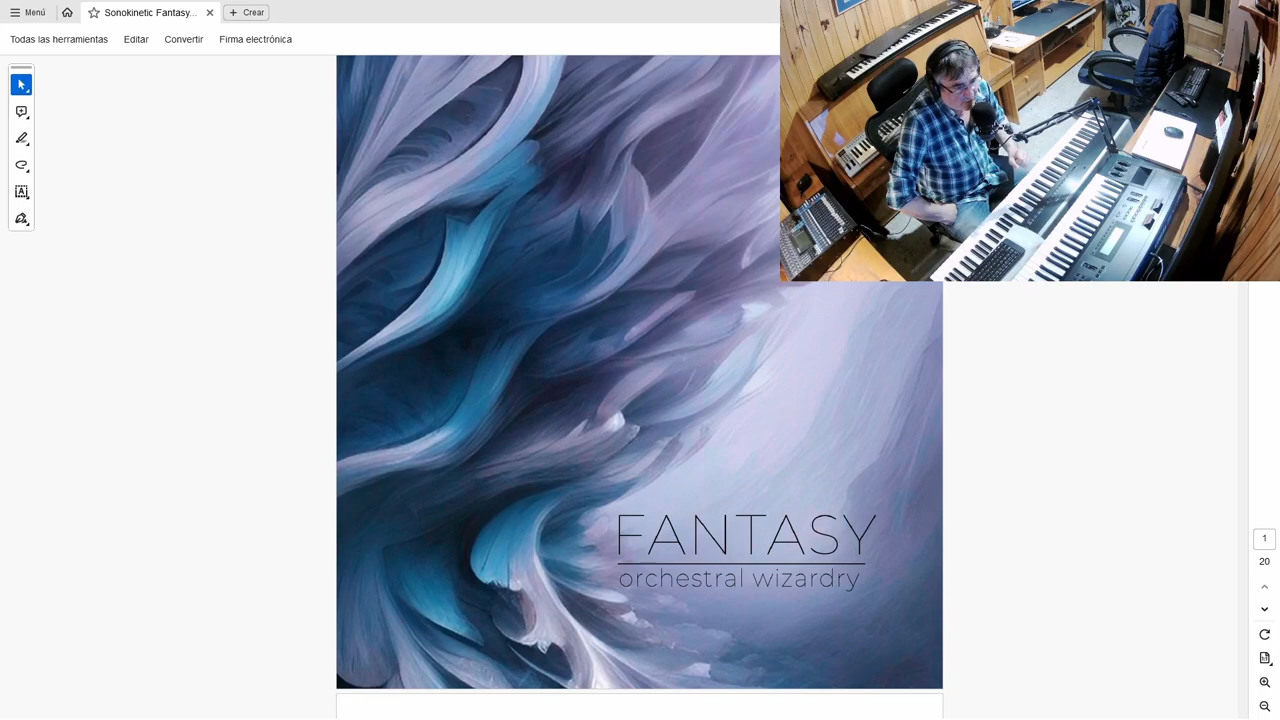 Menú
Sonokinetic Fantasy...
Crear
Todas las herramientas
Editar
Convertir
Firma electrónica
FANTASY
orchestral wizardry
1
20